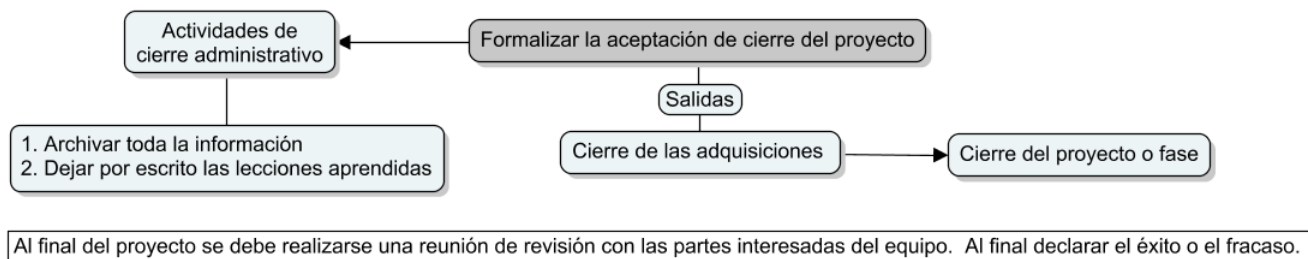 Actividades de
cierre administrativo
Formalizar la aceptación de cierre del proyecto
Salidas
1. Archivar toda la información
2. Dejar por escrito las lecciones aprendidas
Cierre de las adquisiciones
Cierre del proyecto o fase
Al final del proyecto se debe realizarse una reunión de revisión con las partes interesadas del equipo. Al final declarar el éxito o el fracaso.